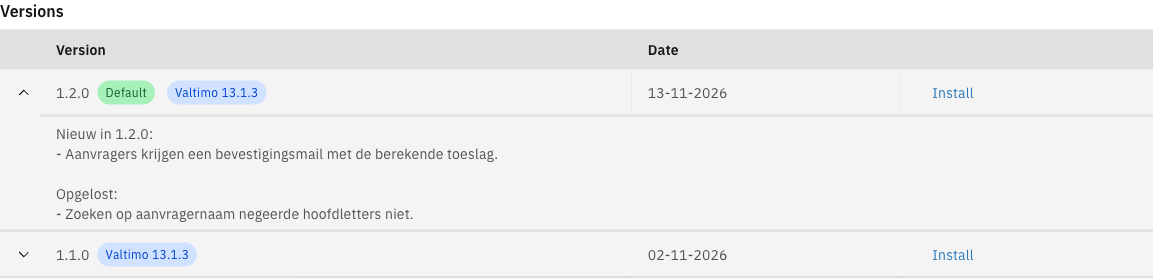 Versions
Version Date
1.2.0 Default Valtimo 13.1.3 13-11-2026 Install
Nieuw in 1.2.0:
- Aanvragers krijgen een bevestigingsmail met de berekende toeslag.
Opgelost:
- Zoeken op aanvragernaam negeerde hoofdletters niet.
1.1.0 Valtimo 13.1.3 02-11-2026 Install